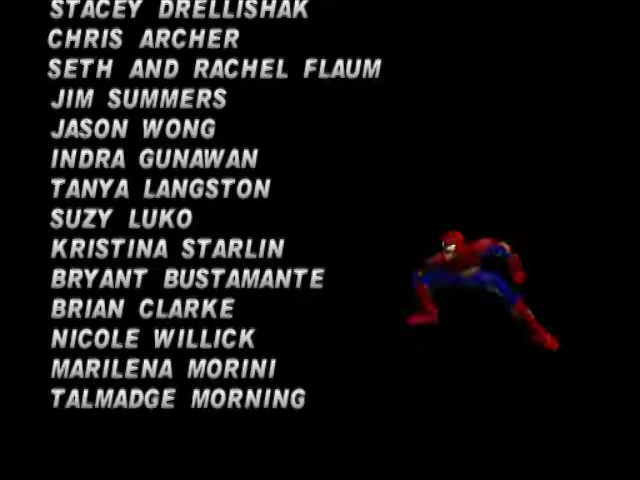 STACEY DRELLISHAK
CHRIS ARCHER
SETH AND RACHEL FLAUM
JIM SUMMERS
JASON WONG
INDRA GUNAWAN
TANYA LANGSTON
SUZY LUKO
KRISTINA STARLIN
BRYANT BUSTAMANTE
BRIAN CLARKE
NICOLE WILLICK
MARILENA MORINI
TALMADGE MORNING